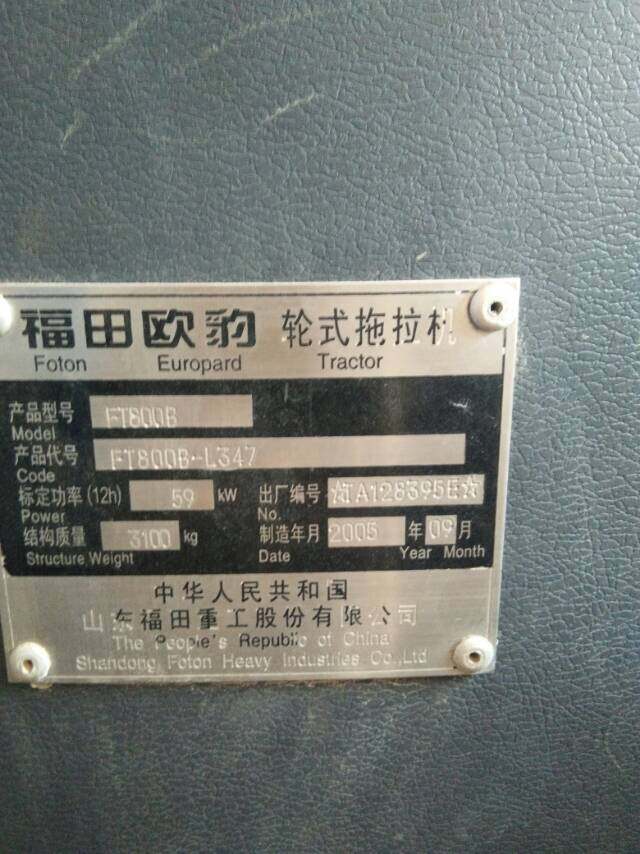 福田欧豹 轮式拖拉机
Foton Europard Tractor
产品型号 FT800B
Model
产品代号 FT800B-L347
Code
标定功率(12h) 59 kW 出厂编号 ☆TA128395E☆
Power No.
结构质量 3100 kg 制造年月 2005 年 09 月
Structure Weight Date Year Month
中华人民共和国
山东福田重工股份有限公司
The People's Republic of China
Shandong Foton Heavy Industries Co.,Ltd